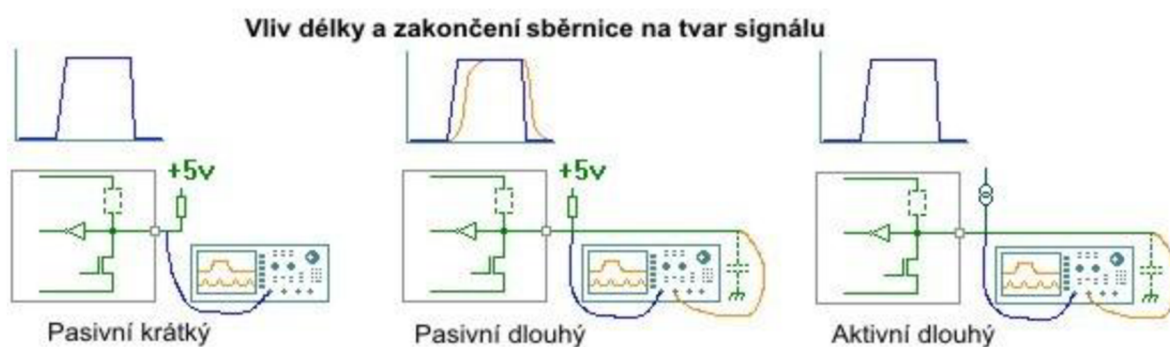 Vliv délky a zakončení sběrnice na tvar signálu
+5v
+5v
Pasivní krátký
Pasivní dlouhý
Aktivní dlouhý